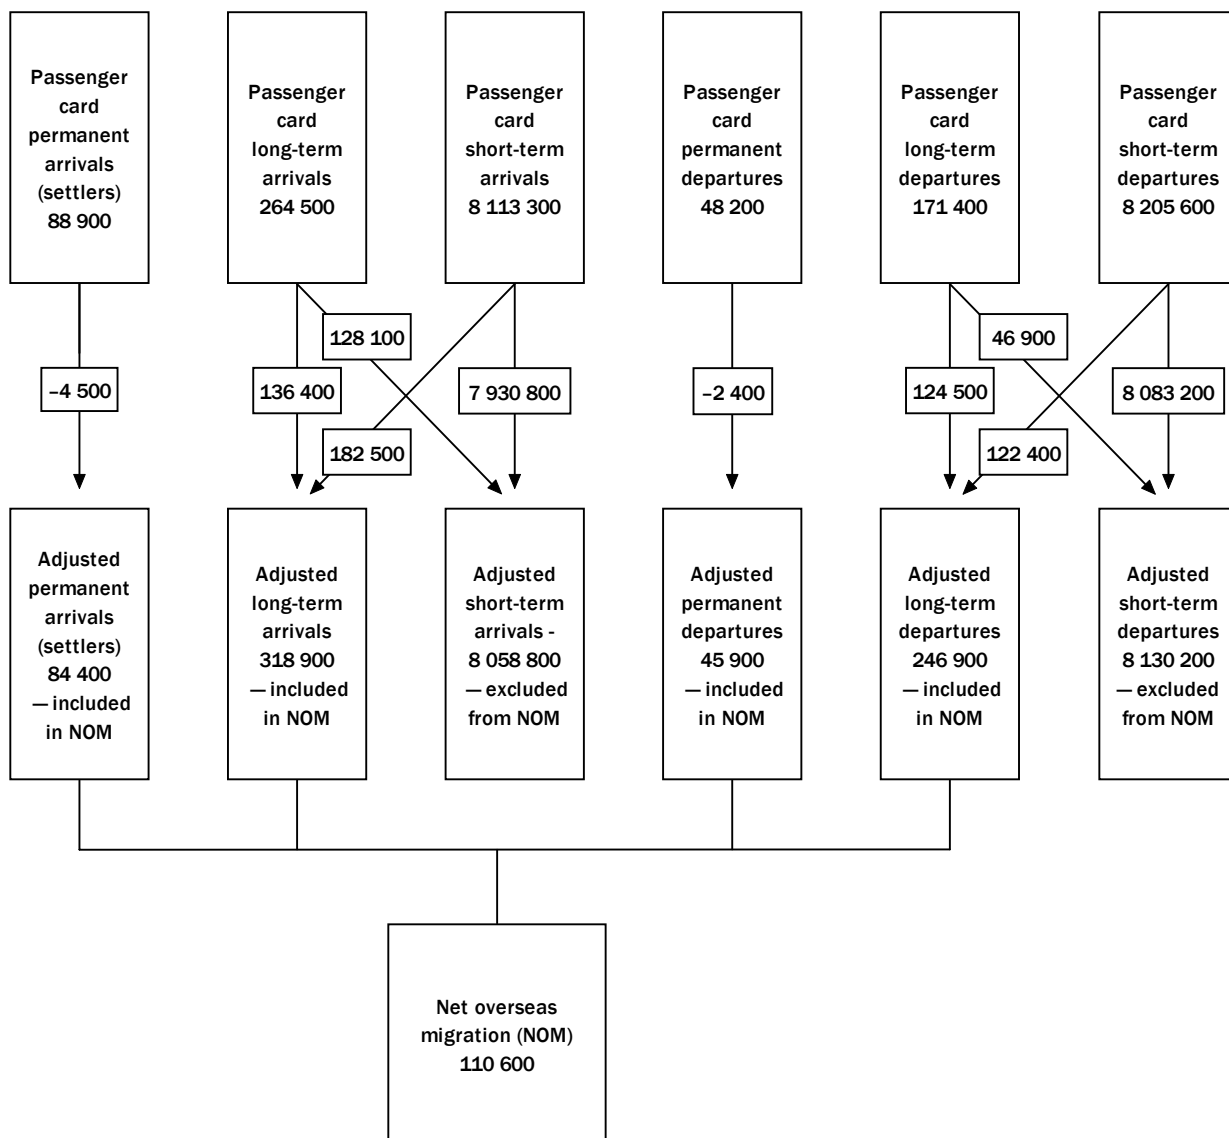 Passenger
card
permanent
arrivals
(settlers)
88 900
Passenger
card
long-term
arrivals
264 500
Passenger
card
short-term
arrivals
8 113 300
Passenger
card
permanent
departures
48 200
Passenger
card
long-term
departures
171 400
Passenger
card
short-term
departures
8 205 600
128 100
46 900
–4 500
136 400
7 930 800
–2 400
124 500
8 083 200
182 500
122 400
Adjusted
permanent
arrivals
(settlers)
84 400
— included
in NOM
Adjusted
long-term
arrivals
318 900
— included
in NOM
Adjusted
short-term
arrivals -
8 058 800
— excluded
from NOM
Adjusted
permanent
departures
45 900
— included
in NOM
Adjusted
long-term
departures
246 900
— included
in NOM
Adjusted
short-term
departures
8 130 200
— excluded
from NOM
Net overseas
migration (NOM)
110 600